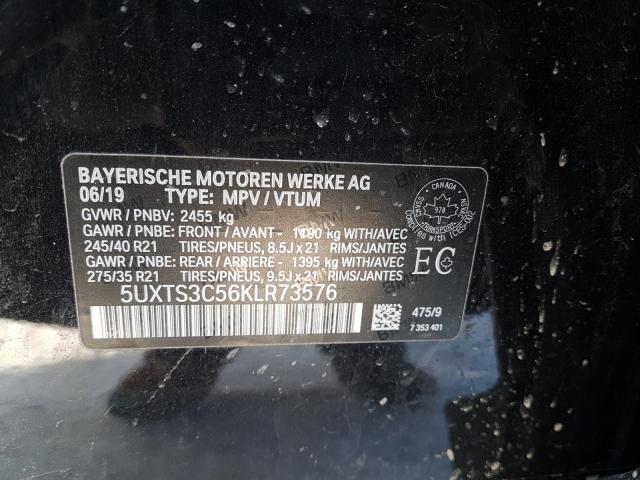 BAYERISCHE MOTOREN WERKE AG
06/19 TYPE: MPV / VTUM
GVWR / PNBV: 2455 kg
GAWR / PNBE: FRONT / AVANT - 1190 kg WITH/AVEC
245/40 R21 TIRES/PNEUS, 8.5J x 21 RIMS/JANTES
GAWR / PNBE: REAR / ARRIERE - 1395 kg WITH/AVEC
275/35 R21 TIRES/PNEUS, 9.5J x 21 RIMS/JANTES
5UXTS3C56KLR73576
CANADA
978
TRANSPORT
EC
475/9
7 353 401